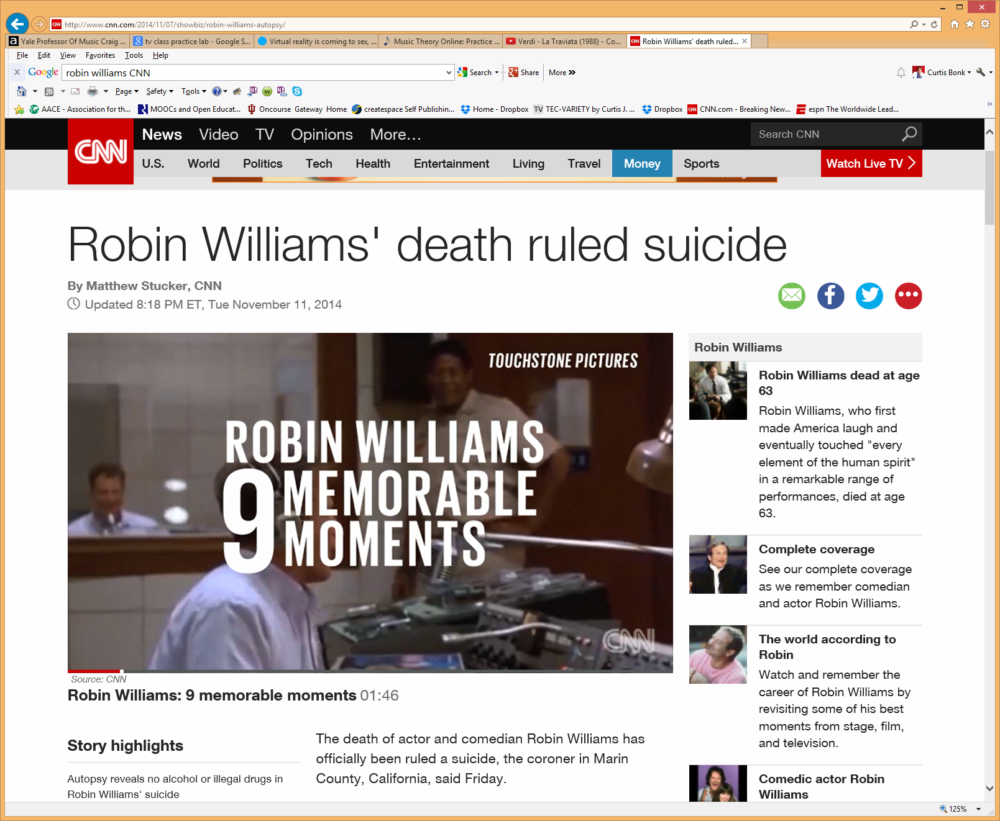 http://www.cnn.com/2014/11/07/showbiz/robin-williams-autopsy/
Yale Professor Of Music Craig ...
tv class practice lab - Google S...
Virtual reality is coming to sex, ...
Music Theory Online: Practice ...
Verdi - La Traviata (1988) - Co...
Robin Williams' death ruled...
File Edit View Favorites Tools Help
Google robin williams CNN Search Share More » Curtis Bonk
Page Safety Tools
AACE - Association for th... MOOCs and Open Educat... Oncourse Gateway Home createspace Self Publishin... Home - Dropbox TEC-VARIETY by Curtis J. ... Dropbox CNN.com - Breaking New... espn The Worldwide Lead...
CNN
News Video TV Opinions More...
Search CNN
U.S. World Politics Tech Health Entertainment Living Travel Money Sports
Watch Live TV
Robin Williams' death ruled suicide
By Matthew Stucker, CNN
Updated 8:18 PM ET, Tue November 11, 2014
TOUCHSTONE PICTURES
ROBIN WILLIAMS
9 MEMORABLE
MOMENTS
CNN
Source: CNN
Robin Williams: 9 memorable moments 01:46
Story highlights
Autopsy reveals no alcohol or illegal drugs in
Robin Williams' suicide
The death of actor and comedian Robin Williams has
officially been ruled a suicide, the coroner in Marin
County, California, said Friday.
Robin Williams
Robin Williams dead at age
63
Robin Williams, who first
made America laugh and
eventually touched "every
element of the human spirit"
in a remarkable range of
performances, died at age
63.
Complete coverage
See our complete coverage
as we remember comedian
and actor Robin Williams.
The world according to
Robin
Watch and remember the
career of Robin Williams by
revisiting some of his best
moments from stage, film,
and television.
Comedic actor Robin
Williams
125%